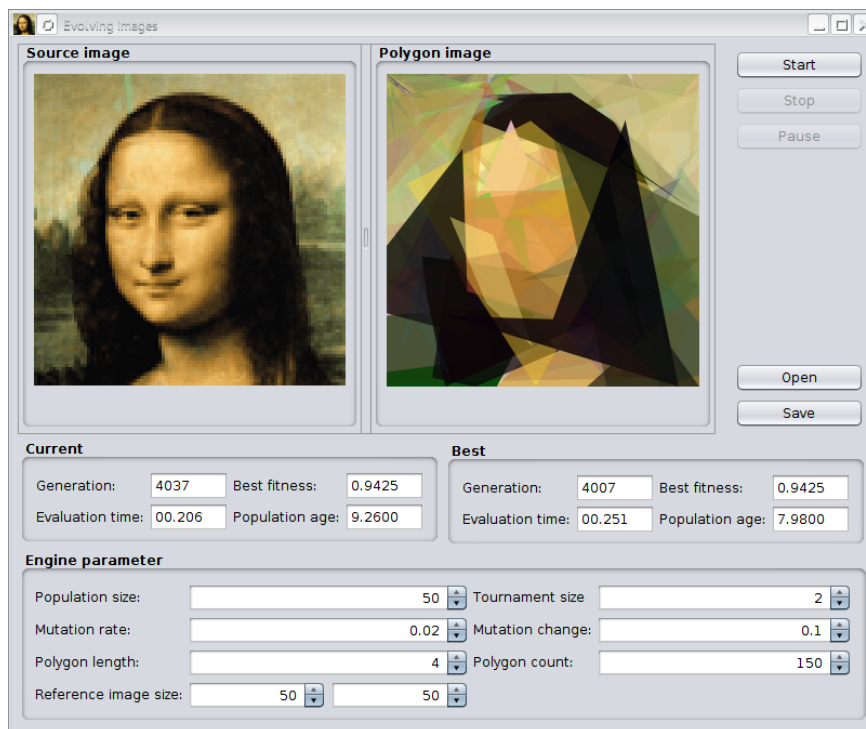 Evolving images
Source image Polygon image
Start
Stop
Pause
Open
Save
Current
Generation: 4037 Best fitness: 0.9425
Evaluation time: 00.206 Population age: 9.2600
Best
Generation: 4007 Best fitness: 0.9425
Evaluation time: 00.251 Population age: 7.9800
Engine parameter
Population size: 50 Tournament size 2
Mutation rate: 0.02 Mutation change: 0.1
Polygon length: 4 Polygon count: 150
Reference image size: 50 50